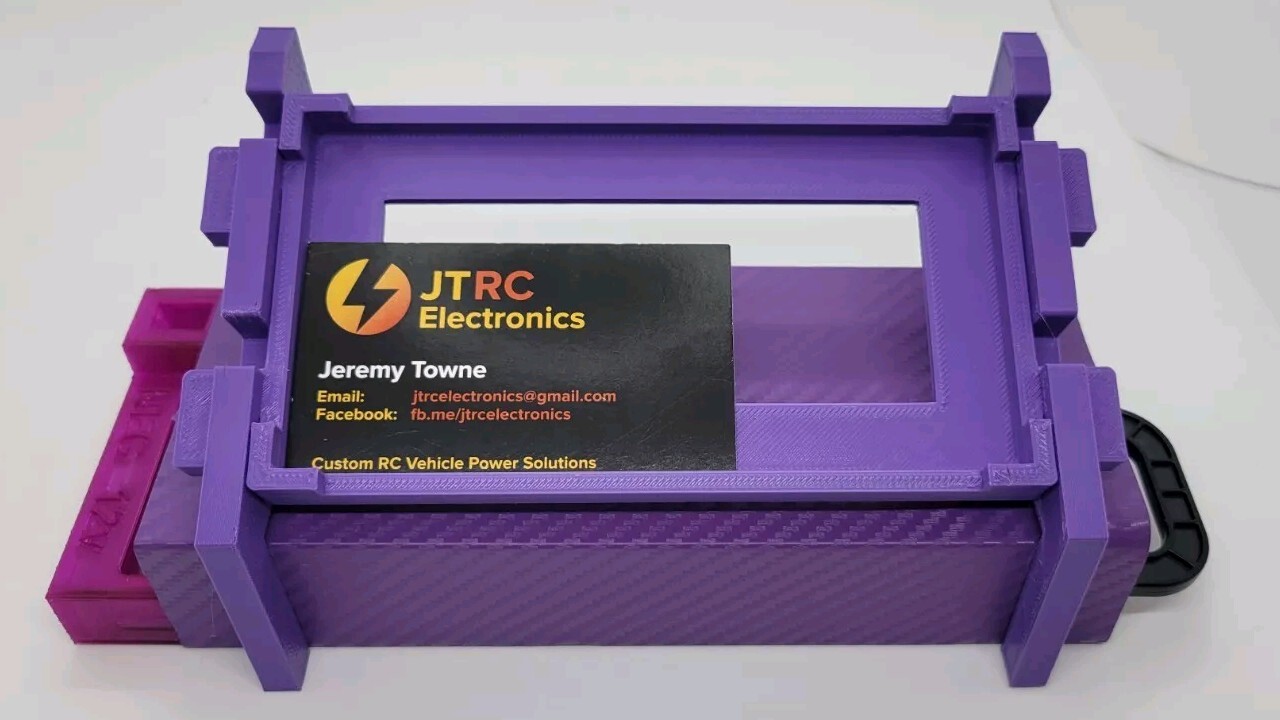 JTRC
Electronics
Jeremy Towne
Email: jtrcelectronics@gmail.com
Facebook: fb.me/jtrcelectronics
Custom RC Vehicle Power Solutions